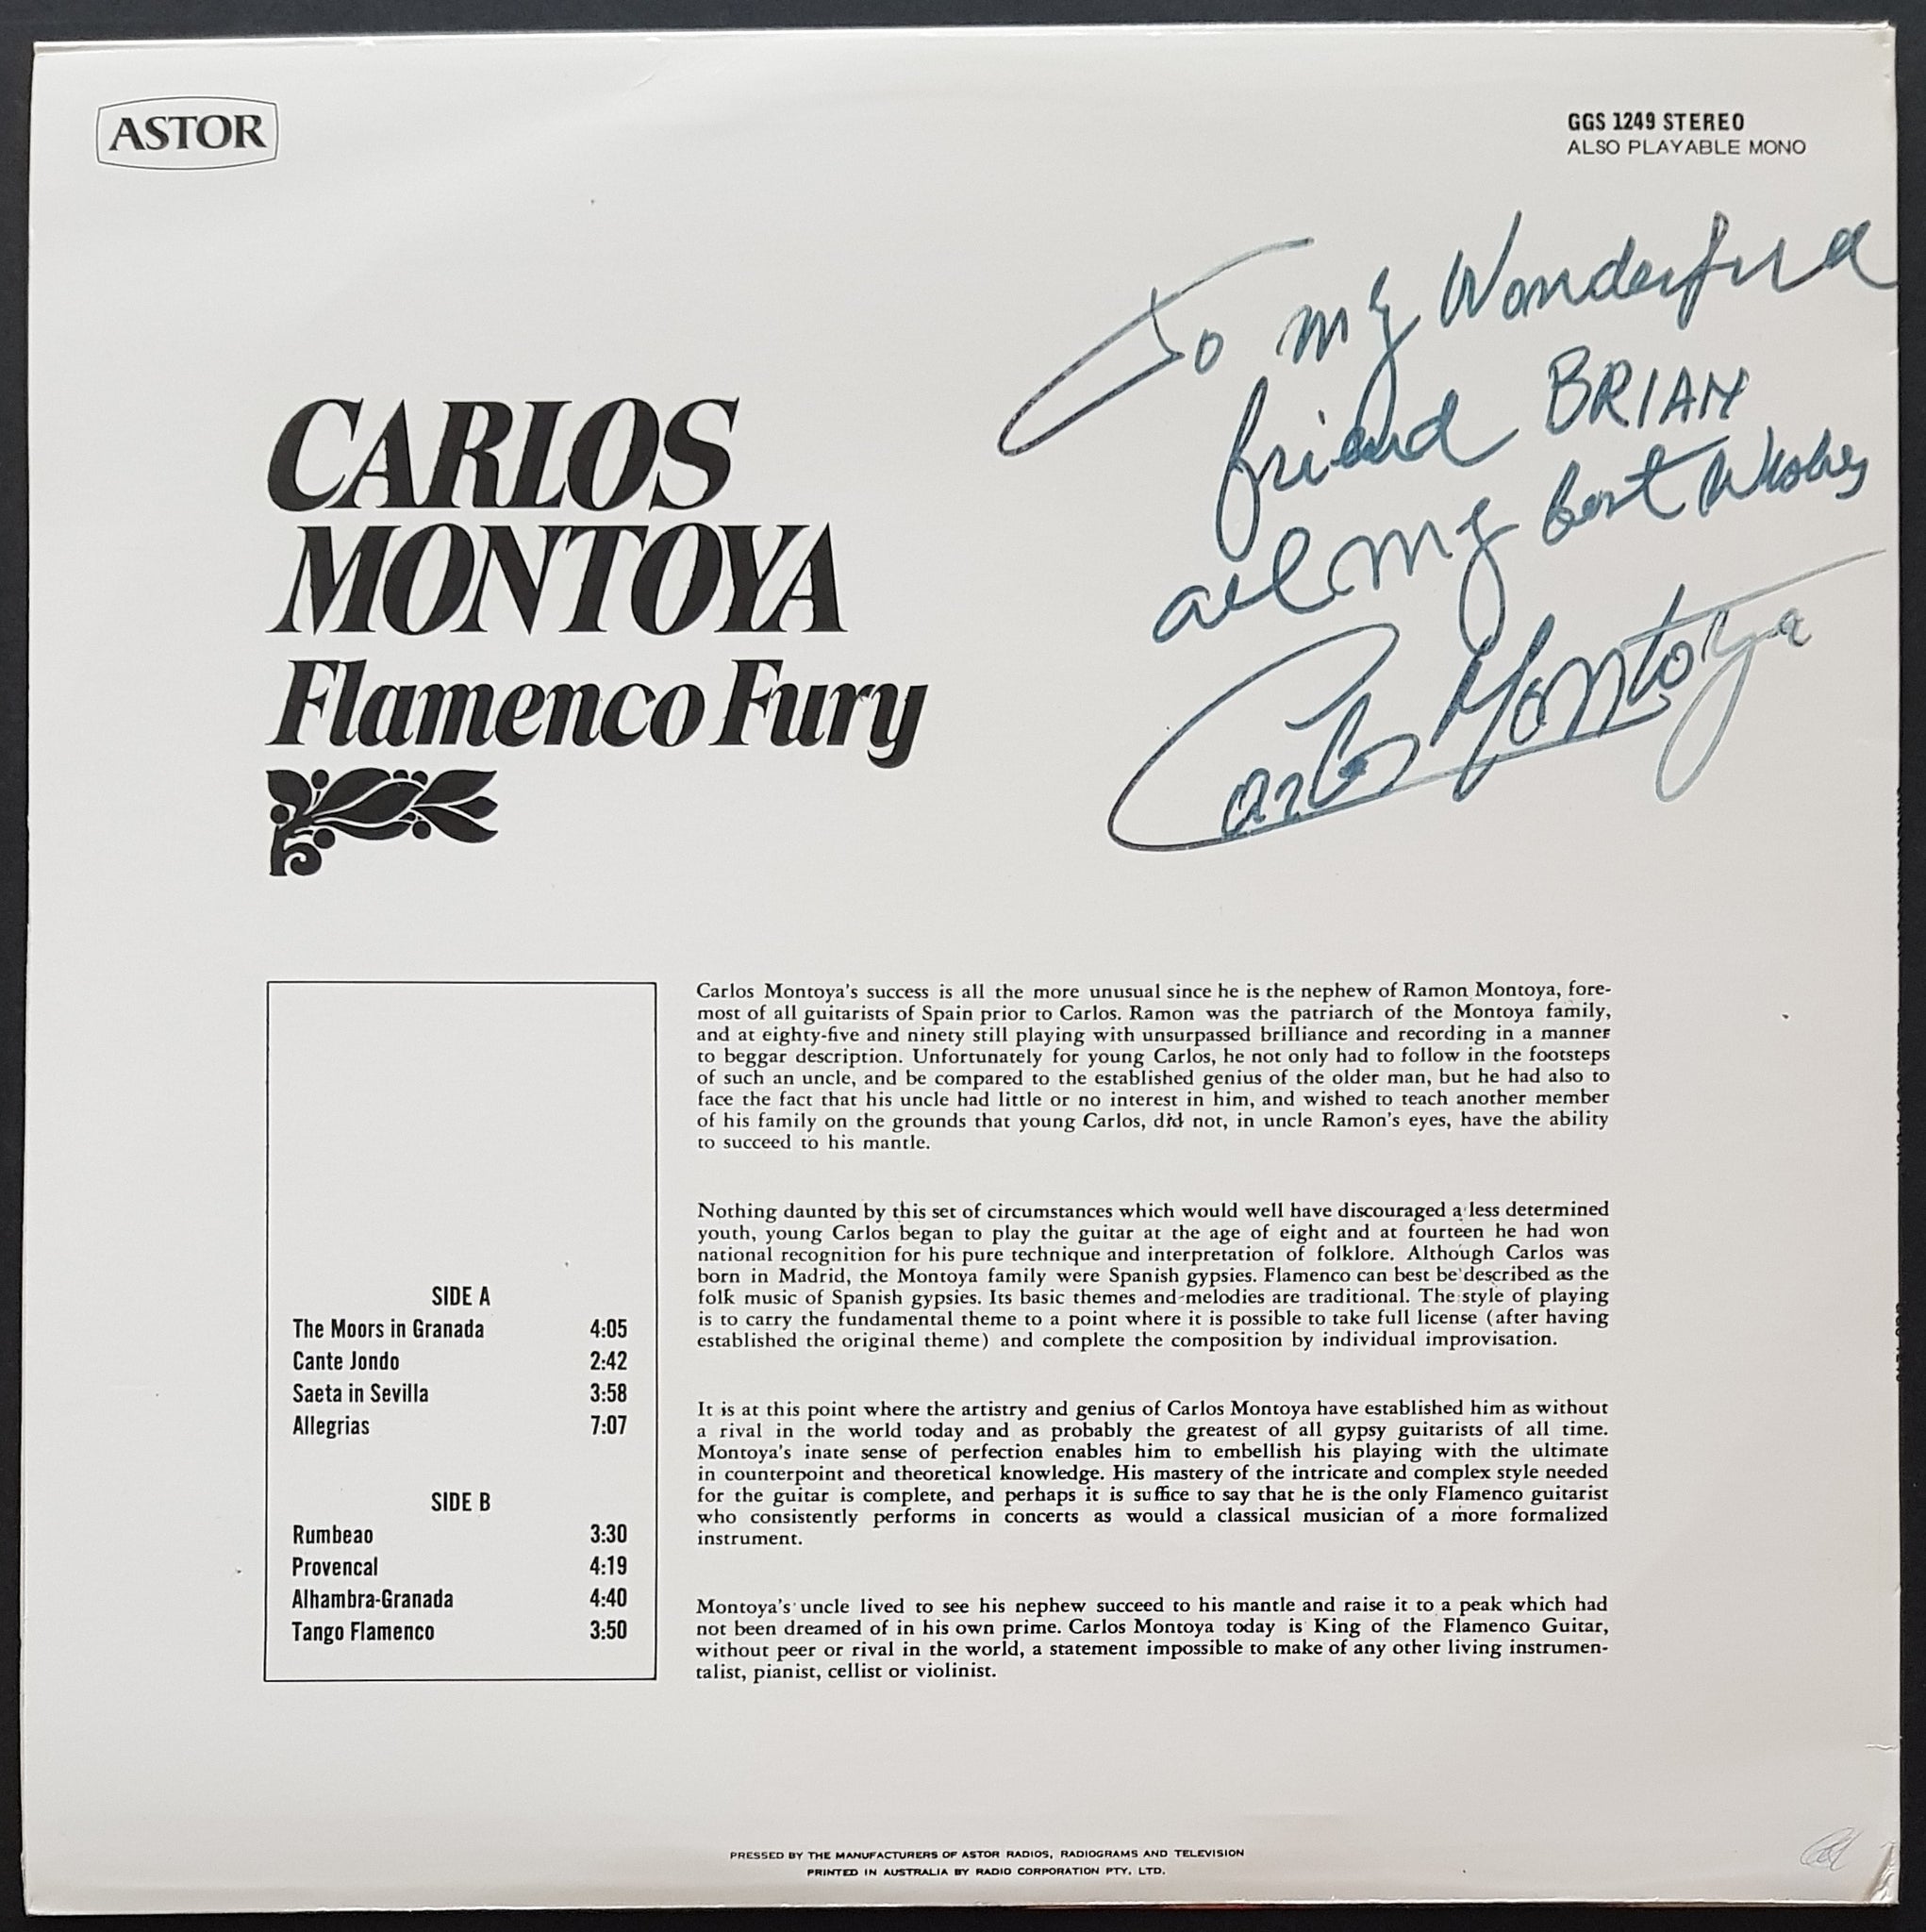 ASTOR
GGS 1249 STEREO
ALSO PLAYABLE MONO
To my Wonderful
friend BRIAN
all my best Wishes
Carlos Montoya
CARLOS
MONTOYA
Flamenco Fury
SIDE A
The Moors in Granada 4:05
Cante Jondo 2:42
Saeta in Sevilla 3:58
Allegrias 7:07
SIDE B
Rumbeao 3:30
Provencal 4:19
Alhambra-Granada 4:40
Tango Flamenco 3:50
Carlos Montoya's success is all the more unusual since he is the nephew of Ramon Montoya, fore-
most of all guitarists of Spain prior to Carlos. Ramon was the patriarch of the Montoya family,
and at eighty-five and ninety still playing with unsurpassed brilliance and recording in a manner
to beggar description. Unfortunately for young Carlos, he not only had to follow in the footsteps
of such an uncle, and be compared to the established genius of the older man, but he had also to
face the fact that his uncle had little or no interest in him, and wished to teach another member
of his family on the grounds that young Carlos, did not, in uncle Ramon's eyes, have the ability
to succeed to his mantle.
Nothing daunted by this set of circumstances which would well have discouraged a less determined
youth, young Carlos began to play the guitar at the age of eight and at fourteen he had won
national recognition for his pure technique and interpretation of folklore. Although Carlos was
born in Madrid, the Montoya family were Spanish gypsies. Flamenco can best be described as the
folk music of Spanish gypsies. Its basic themes and melodies are traditional. The style of playing
is to carry the fundamental theme to a point where it is possible to take full license (after having
established the original theme) and complete the composition by individual improvisation.
It is at this point where the artistry and genius of Carlos Montoya have established him as without
a rival in the world today and as probably the greatest of all gypsy guitarists of all time.
Montoya's inate sense of perfection enables him to embellish his playing with the ultimate
in counterpoint and theoretical knowledge. His mastery of the intricate and complex style needed
for the guitar is complete, and perhaps it is suffice to say that he is the only Flamenco guitarist
who consistently performs in concerts as would a classical musician of a more formalized
instrument.
Montoya's uncle lived to see his nephew succeed to his mantle and raise it to a peak which had
not been dreamed of in his own prime. Carlos Montoya today is King of the Flamenco Guitar,
without peer or rival in the world, a statement impossible to make of any other living instrumen-
talist, pianist, cellist or violinist.
PRESSED BY THE MANUFACTURERS OF ASTOR RADIOS, RADIOGRAMS AND TELEVISION
PRINTED IN AUSTRALIA BY RADIO CORPORATION PTY. LTD.